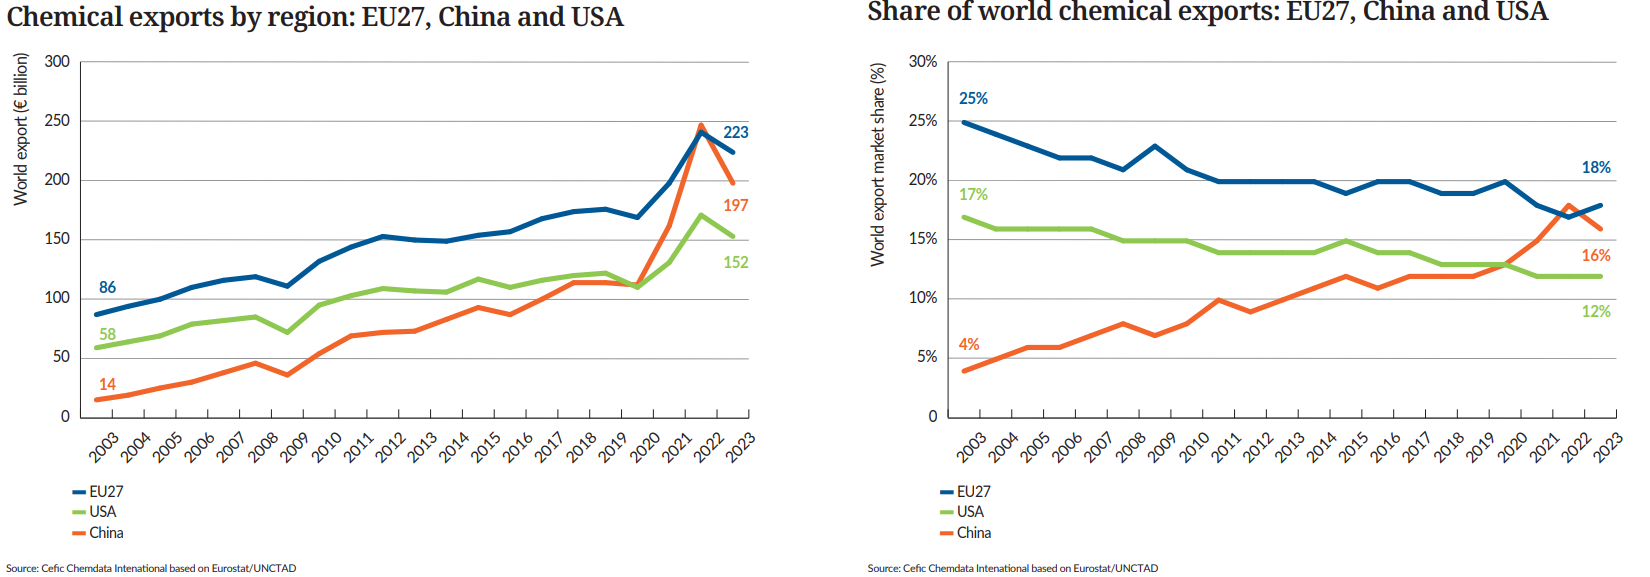 Chemical exports by region: EU27, China and USA
World export (€ billion)
300
250
200
150
100
50
0
86
58
14
223
197
152
2003 2004 2005 2006 2007 2008 2009 2010 2011 2012 2013 2014 2015 2016 2017 2018 2019 2020 2021 2022 2023
EU27
USA
China
Source: Cefic Chemdata Intenational based on Eurostat/UNCTAD
Share of world chemical exports: EU27, China and USA
World export market share (%)
30%
25%
20%
15%
10%
5%
0
25%
17%
4%
18%
16%
12%
2003 2004 2005 2006 2007 2008 2009 2010 2011 2012 2013 2014 2015 2016 2017 2018 2019 2020 2021 2022 2023
EU27
USA
China
Source: Cefic Chemdata Intenational based on Eurostat/UNCTAD